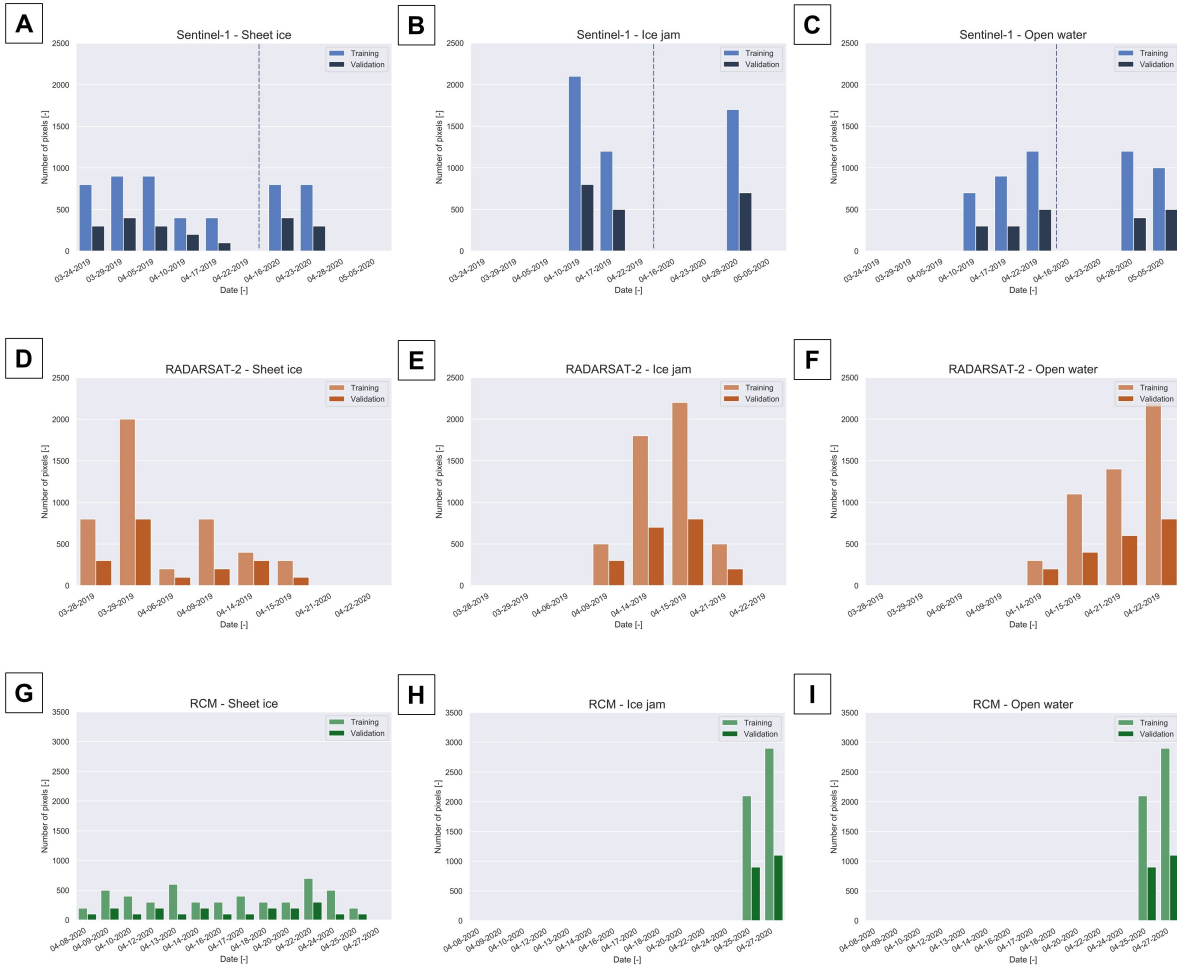 A
Sentinel-1 - Sheet ice
Training
Validation
Number of pixels [-]
2500
2000
1500
1000
500
0
03-24-2019
03-29-2019
04-05-2019
04-10-2019
04-17-2019
04-22-2019
04-16-2020
04-23-2020
04-28-2020
05-05-2020
Date [-]
B
Sentinel-1 - Ice jam
Training
Validation
Number of pixels [-]
2500
2000
1500
1000
500
0
03-24-2019
03-29-2019
04-05-2019
04-10-2019
04-17-2019
04-22-2019
04-16-2020
04-23-2020
04-28-2020
05-05-2020
Date [-]
C
Sentinel-1 - Open water
Training
Validation
Number of pixels [-]
2500
2000
1500
1000
500
0
03-24-2019
03-29-2019
04-05-2019
04-10-2019
04-17-2019
04-22-2019
04-16-2020
04-23-2020
04-28-2020
05-05-2020
Date [-]
D
RADARSAT-2 - Sheet ice
Training
Validation
Number of pixels [-]
2500
2000
1500
1000
500
0
03-28-2019
03-29-2019
04-06-2019
04-09-2019
04-14-2019
04-15-2019
04-21-2020
04-22-2020
Date [-]
E
RADARSAT-2 - Ice jam
Training
Validation
Number of pixels [-]
2500
2000
1500
1000
500
0
03-28-2019
03-29-2019
04-06-2019
04-09-2019
04-14-2019
04-15-2019
04-21-2019
04-22-2019
Date [-]
F
RADARSAT-2 - Open water
Training
Validation
Number of pixels [-]
2500
2000
1500
1000
500
0
03-28-2019
03-29-2019
04-06-2019
04-09-2019
04-14-2019
04-15-2019
04-21-2019
04-22-2019
Date [-]
G
RCM - Sheet ice
Training
Validation
Number of pixels [-]
3500
3000
2500
2000
1500
1000
500
0
04-08-2020
04-09-2020
04-10-2020
04-12-2020
04-13-2020
04-14-2020
04-16-2020
04-17-2020
04-18-2020
04-20-2020
04-22-2020
04-24-2020
04-25-2020
04-27-2020
Date [-]
H
RCM - Ice jam
Training
Validation
Number of pixels [-]
3500
3000
2500
2000
1500
1000
500
0
04-08-2020
04-09-2020
04-10-2020
04-12-2020
04-13-2020
04-14-2020
04-16-2020
04-17-2020
04-18-2020
04-20-2020
04-22-2020
04-24-2020
04-25-2020
04-27-2020
Date [-]
I
RCM - Open water
Training
Validation
Number of pixels [-]
3500
3000
2500
2000
1500
1000
500
0
04-08-2020
04-09-2020
04-10-2020
04-12-2020
04-13-2020
04-14-2020
04-16-2020
04-17-2020
04-18-2020
04-20-2020
04-22-2020
04-24-2020
04-25-2020
04-27-2020
Date [-]